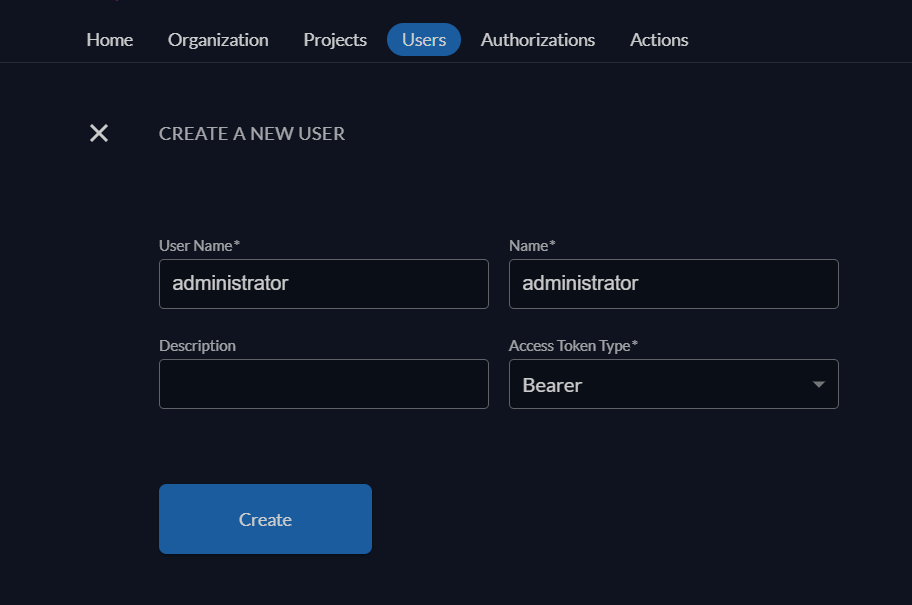 Home Organization Projects Users Authorizations Actions
CREATE A NEW USER
User Name* Name*
administrator administrator
Description Access Token Type*
Bearer
Create